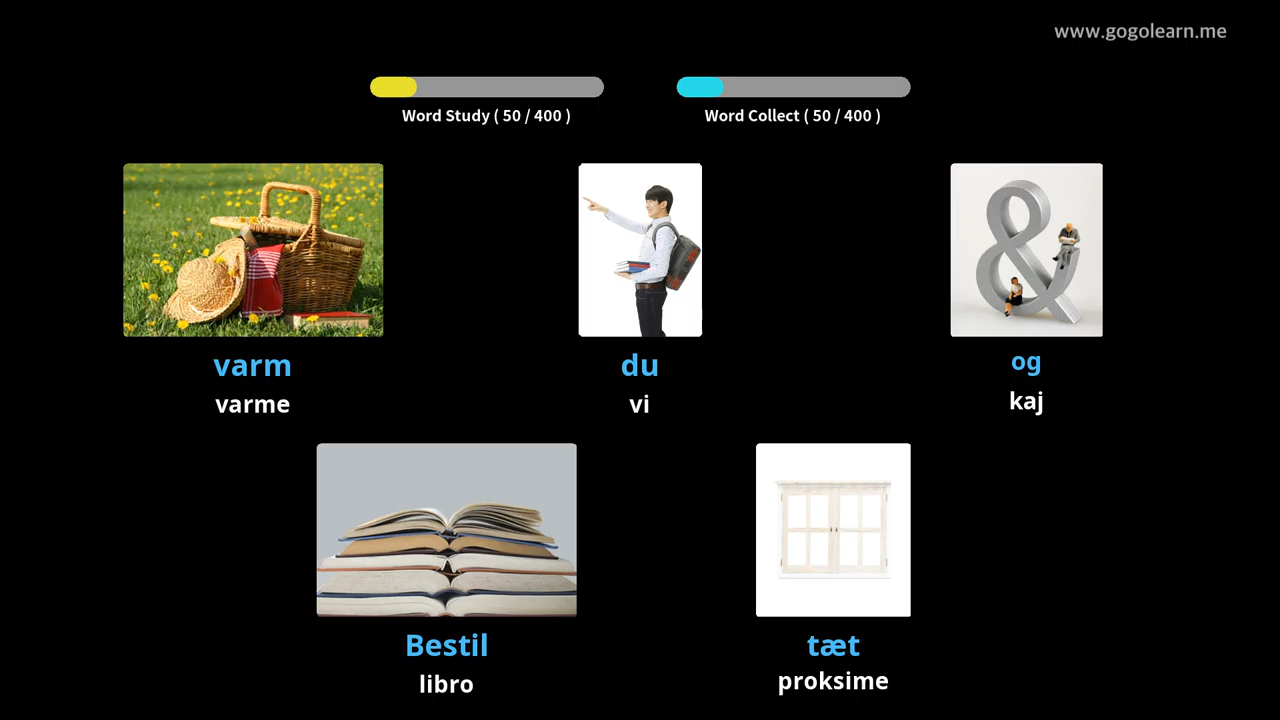 www.gogolearn.me
Word Study ( 50 / 400 )
Word Collect ( 50 / 400 )
varm
varme
du
vi
og
kaj
Bestil
libro
tæt
proksime